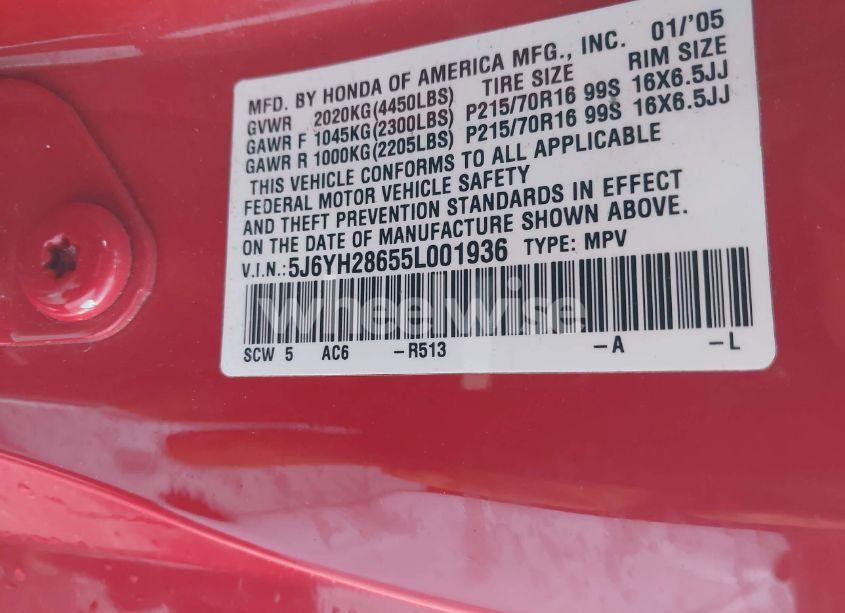 MFD. BY HONDA OF AMERICA MFG., INC. 01/'05
GVWR 2020KG(4450LBS) TIRE SIZE RIM SIZE
GAWR F 1045KG(2300LBS) P215/70R16 99S 16X6.5JJ
GAWR R 1000KG(2205LBS) P215/70R16 99S 16X6.5JJ
THIS VEHICLE CONFORMS TO ALL APPLICABLE
FEDERAL MOTOR VEHICLE SAFETY
AND THEFT PREVENTION STANDARDS IN EFFECT
ON THE DATE OF MANUFACTURE SHOWN ABOVE.
V.I.N.:5J6YH28655L001936 TYPE: MPV
wheelwise
SCW 5 AC6 -R513 -A -L